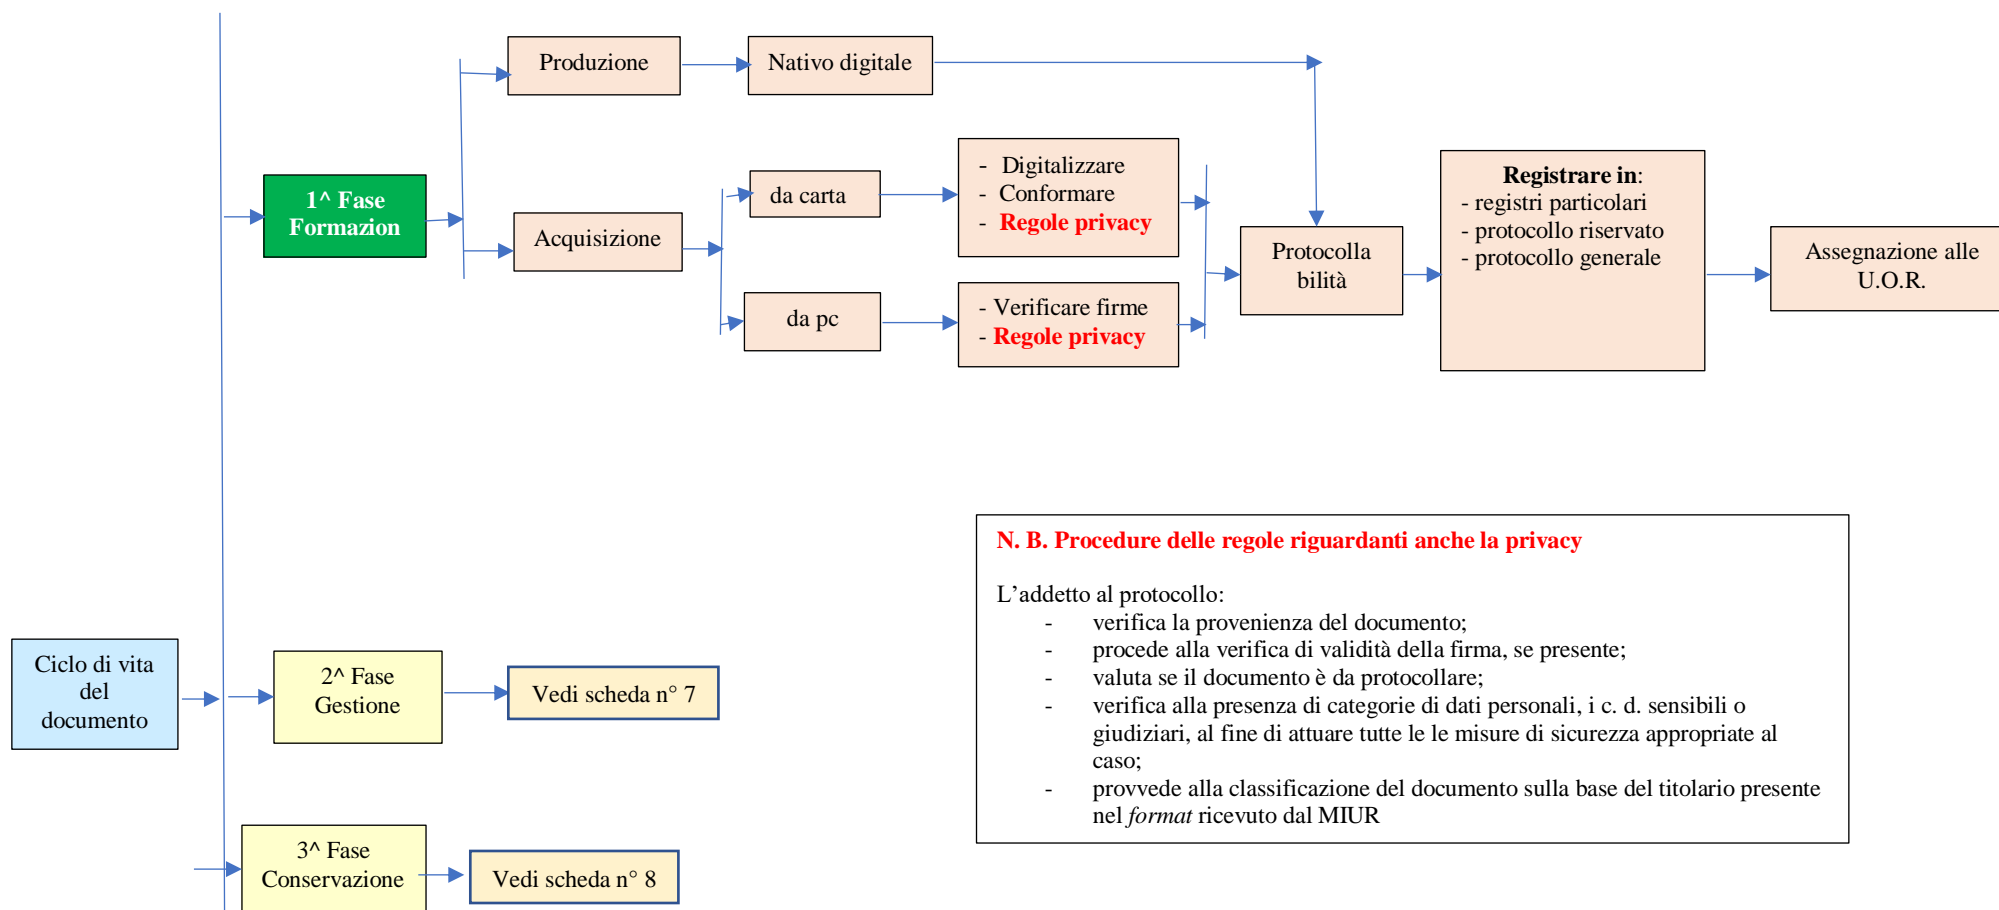 Produzione
Nativo digitale
1^ Fase
Formazion
Acquisizione
da carta
- Digitalizzare
- Conformare
- Regole privacy
da pc
- Verificare firme
- Regole privacy
Protocolla
bilità
Registrare in:
- registri particolari
- protocollo riservato
- protocollo generale
Assegnazione alle
U.O.R.
N. B. Procedure delle regole riguardanti anche la privacy
L’addetto al protocollo:
- verifica la provenienza del documento;
- procede alla verifica di validità della firma, se presente;
- valuta se il documento è da protocollare;
- verifica alla presenza di categorie di dati personali, i c. d. sensibili o
giudiziari, al fine di attuare tutte le le misure di sicurezza appropriate al
caso;
- provvede alla classificazione del documento sulla base del titolario presente
nel format ricevuto dal MIUR
Ciclo di vita
del
documento
2^ Fase
Gestione
Vedi scheda n° 7
3^ Fase
Conservazione
Vedi scheda n° 8